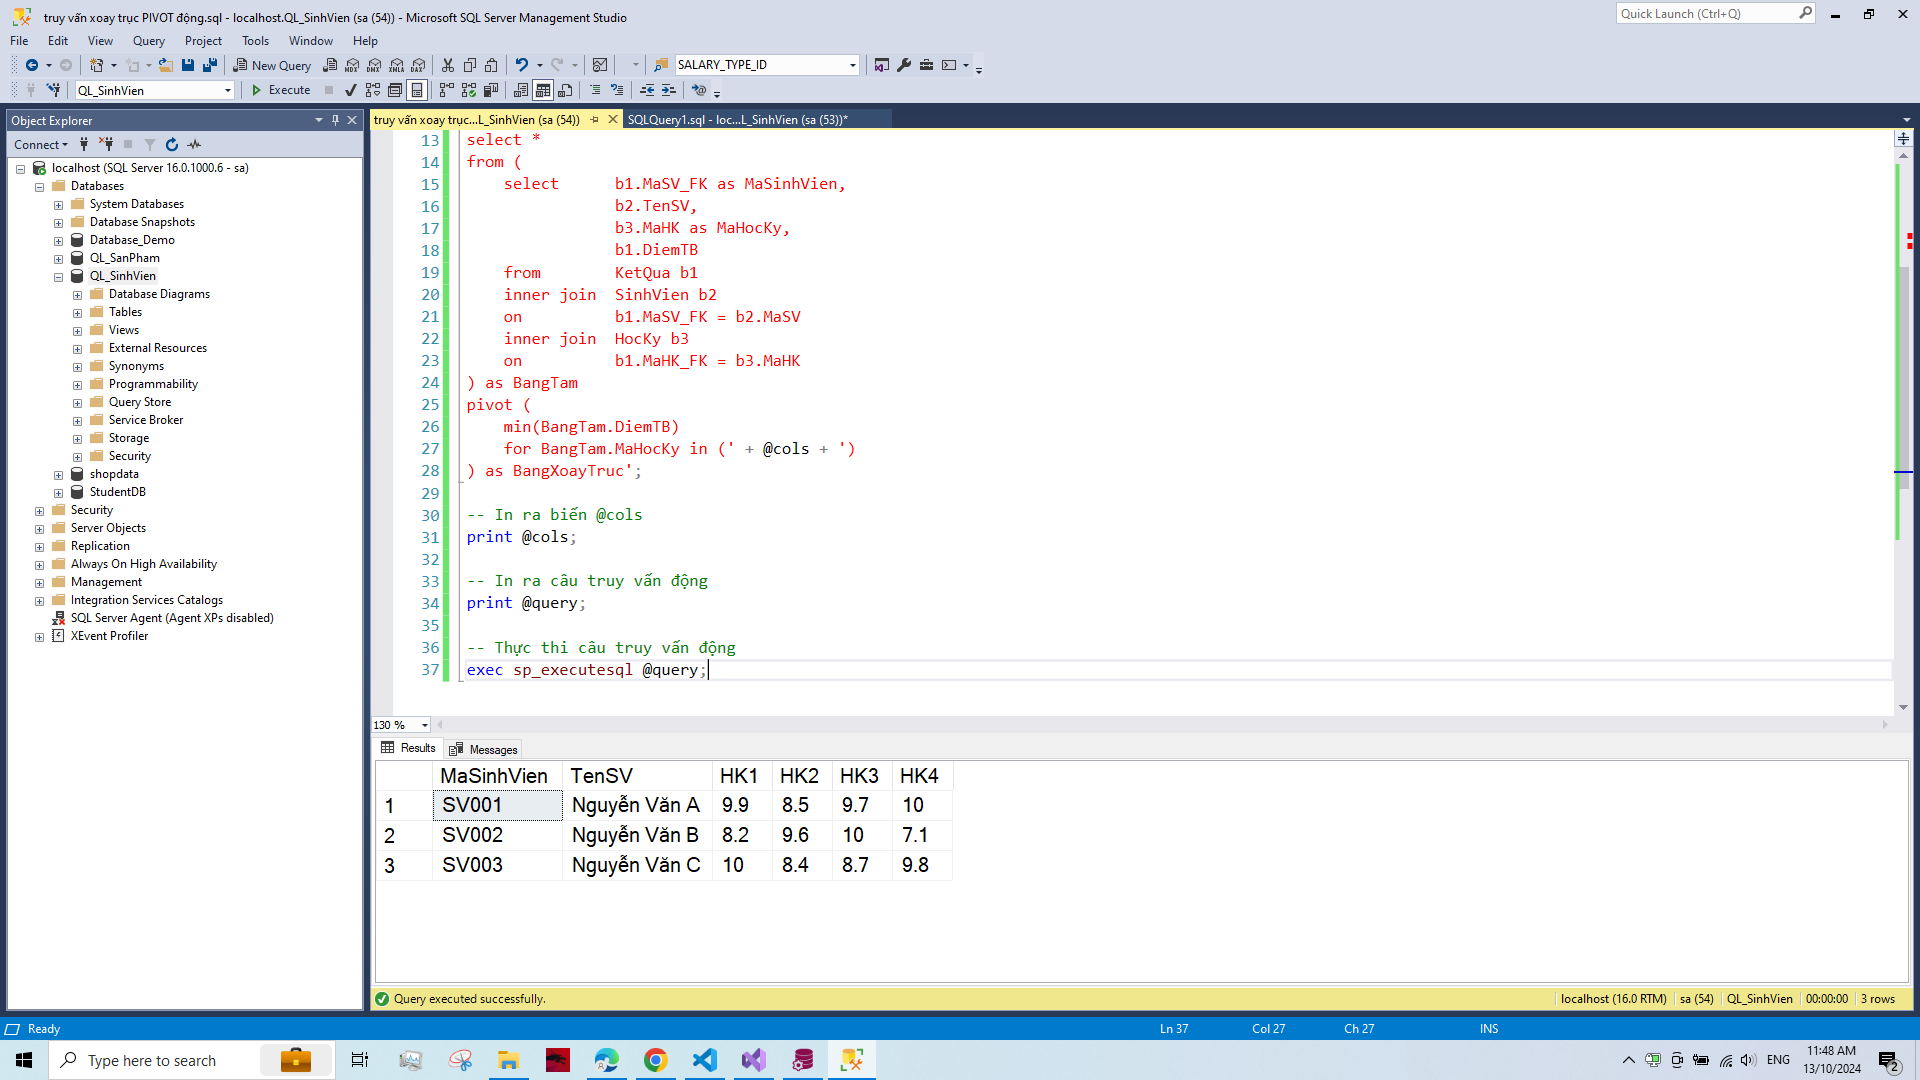 truy vấn xoay trục PIVOT động.sql - localhost.QL_SinhVien (sa (54)) - Microsoft SQL Server Management Studio
Quick Launch (Ctrl+Q)
File Edit View Query Project Tools Window Help
New Query
MDX DMX XMLA DAX
SALARY_TYPE_ID
QL_SinhVien
Execute
Object Explorer
Connect
localhost (SQL Server 16.0.1000.6 - sa)
Databases
System Databases
Database Snapshots
Database_Demo
QL_SanPham
QL_SinhVien
Database Diagrams
Tables
Views
External Resources
Synonyms
Programmability
Query Store
Service Broker
Storage
Security
shopdata
StudentDB
Security
Server Objects
Replication
Always On High Availability
Management
Integration Services Catalogs
SQL Server Agent (Agent XPs disabled)
XEvent Profiler
truy vấn xoay trục...L_SinhVien (sa (54)) SQLQuery1.sql - loc...L_SinhVien (sa (53))*
13 select *
14 from (
15 select b1.MaSV_FK as MaSinhVien,
16 b2.TenSV,
17 b3.MaHK as MaHocKy,
18 b1.DiemTB
19 from KetQua b1
20 inner join SinhVien b2
21 on b1.MaSV_FK = b2.MaSV
22 inner join HocKy b3
23 on b1.MaHK_FK = b3.MaHK
24 ) as BangTam
25 pivot (
26 min(BangTam.DiemTB)
27 for BangTam.MaHocKy in (' + @cols + ')
28 ) as BangXoayTruc';
29
30 -- In ra biến @cols
31 print @cols;
32
33 -- In ra câu truy vấn động
34 print @query;
35
36 -- Thực thi câu truy vấn động
37 exec sp_executesql @query;
130 %
Results Messages
MaSinhVien TenSV HK1 HK2 HK3 HK4
1 SV001 Nguyễn Văn A 9.9 8.5 9.7 10
2 SV002 Nguyễn Văn B 8.2 9.6 10 7.1
3 SV003 Nguyễn Văn C 10 8.4 8.7 9.8
Query executed successfully.
localhost (16.0 RTM) sa (54) QL_SinhVien 00:00:00 3 rows
Ready Ln 37 Col 27 Ch 27 INS
Type here to search
ENG
11:48 AM
13/10/2024
2